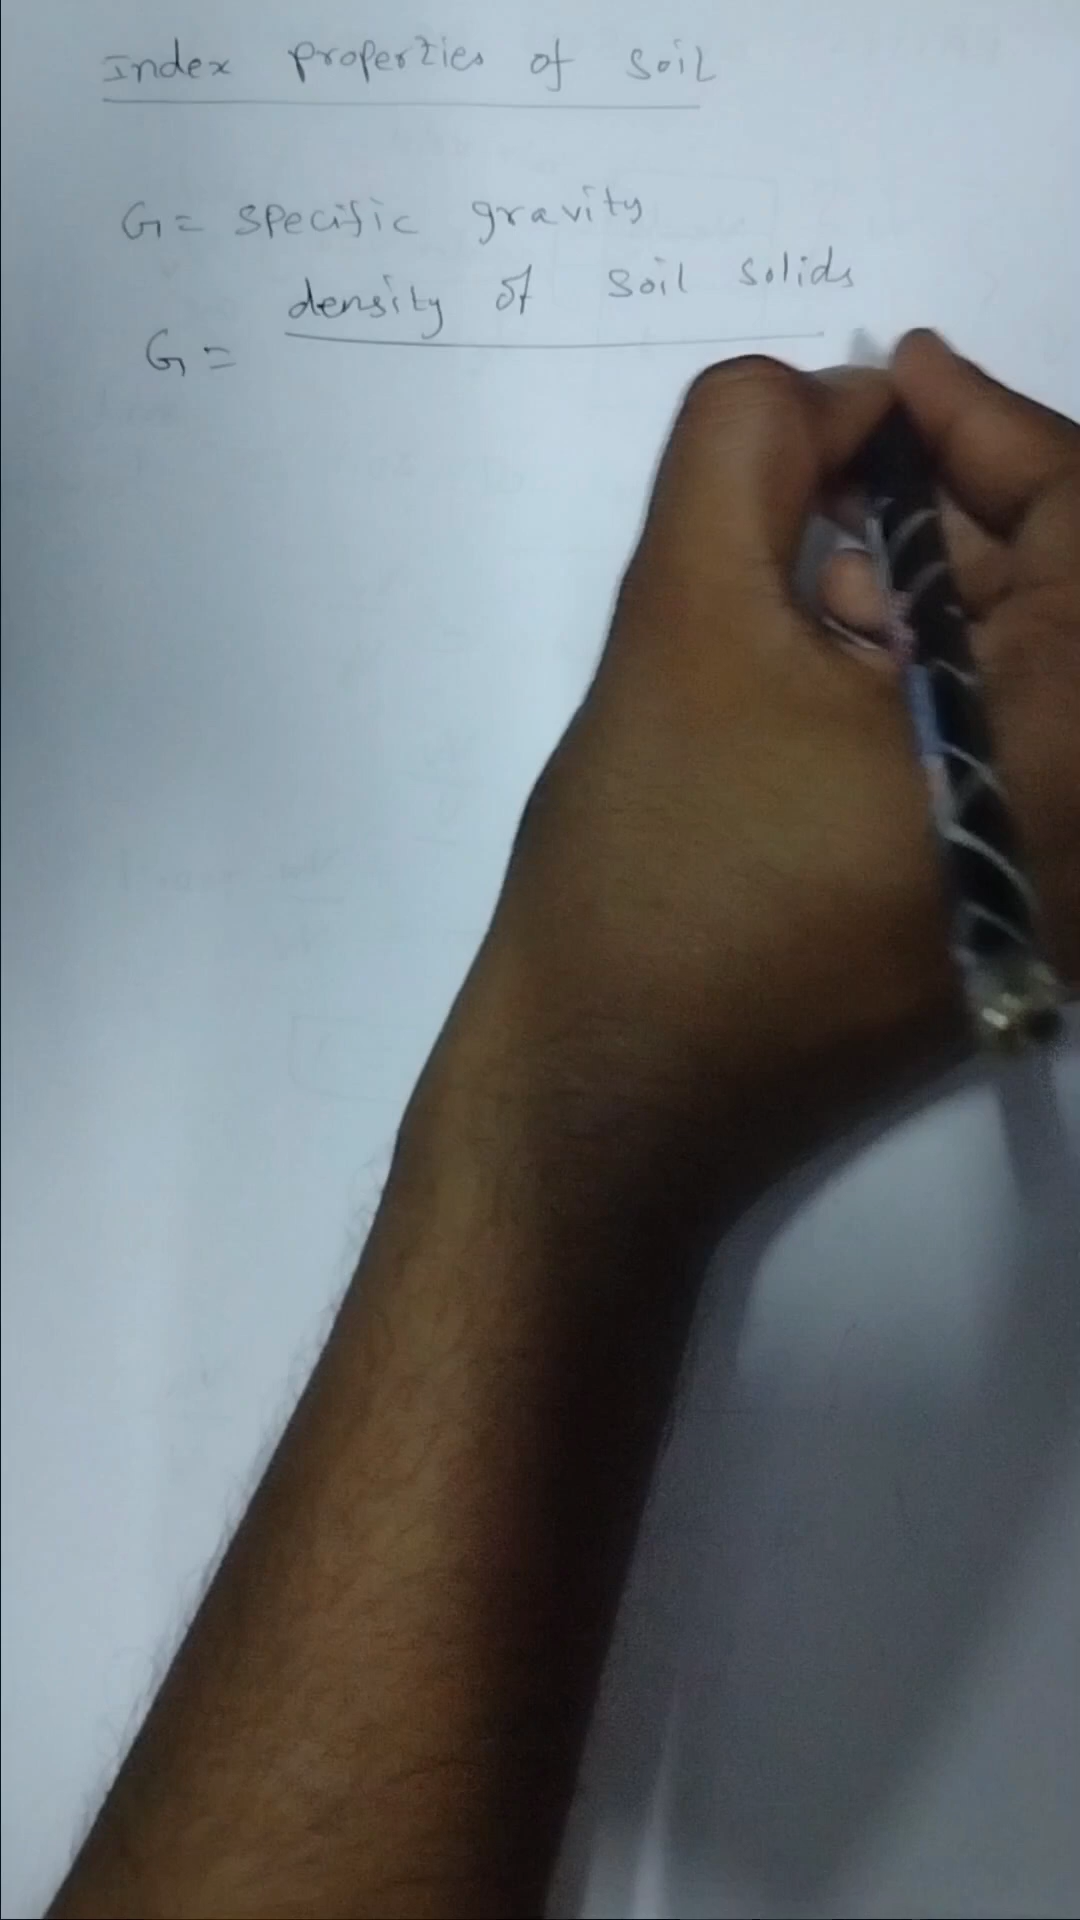 Index properties of soil
G = specific gravity
density of soil solids
G =